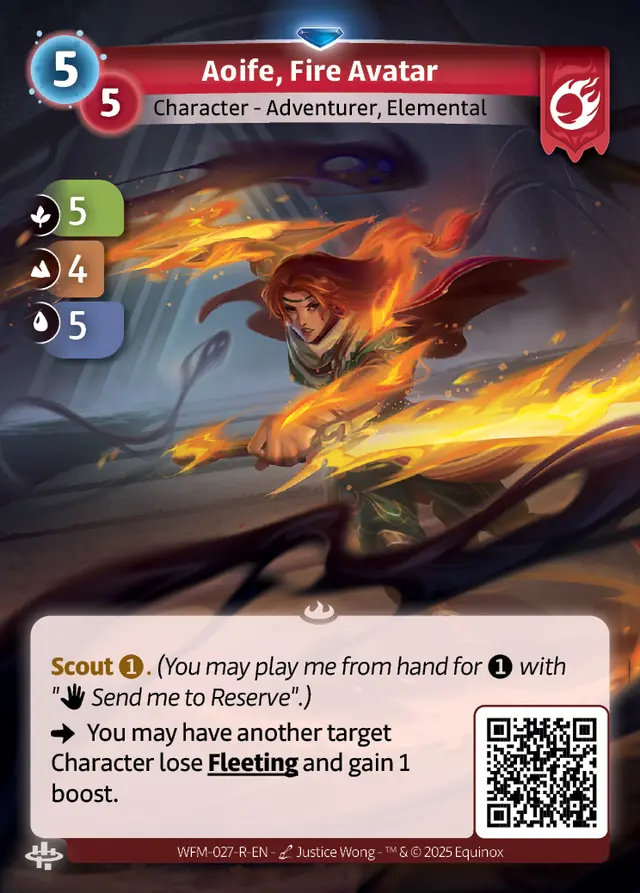 5
Aoife, Fire Avatar
5
Character - Adventurer, Elemental
5
4
5
Scout 1. (You may play me from hand for 1 with
" Send me to Reserve".)
You may have another target
Character lose Fleeting and gain 1
boost.
WFM-027-R-EN - Justice Wong - ™ & © 2025 Equinox